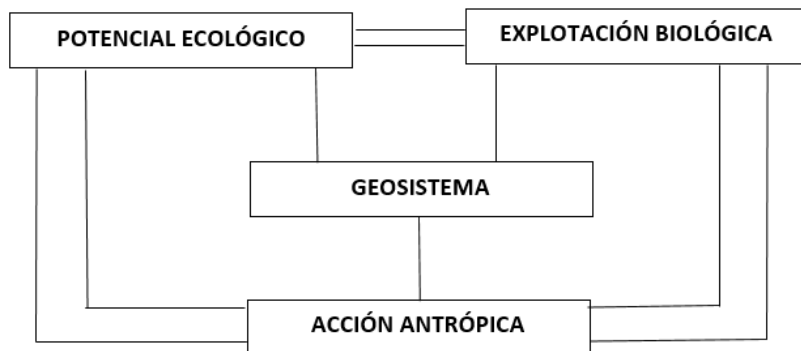 POTENCIAL ECOLÓGICO
EXPLOTACIÓN BIOLÓGICA
GEOSISTEMA
ACCIÓN ANTRÓPICA